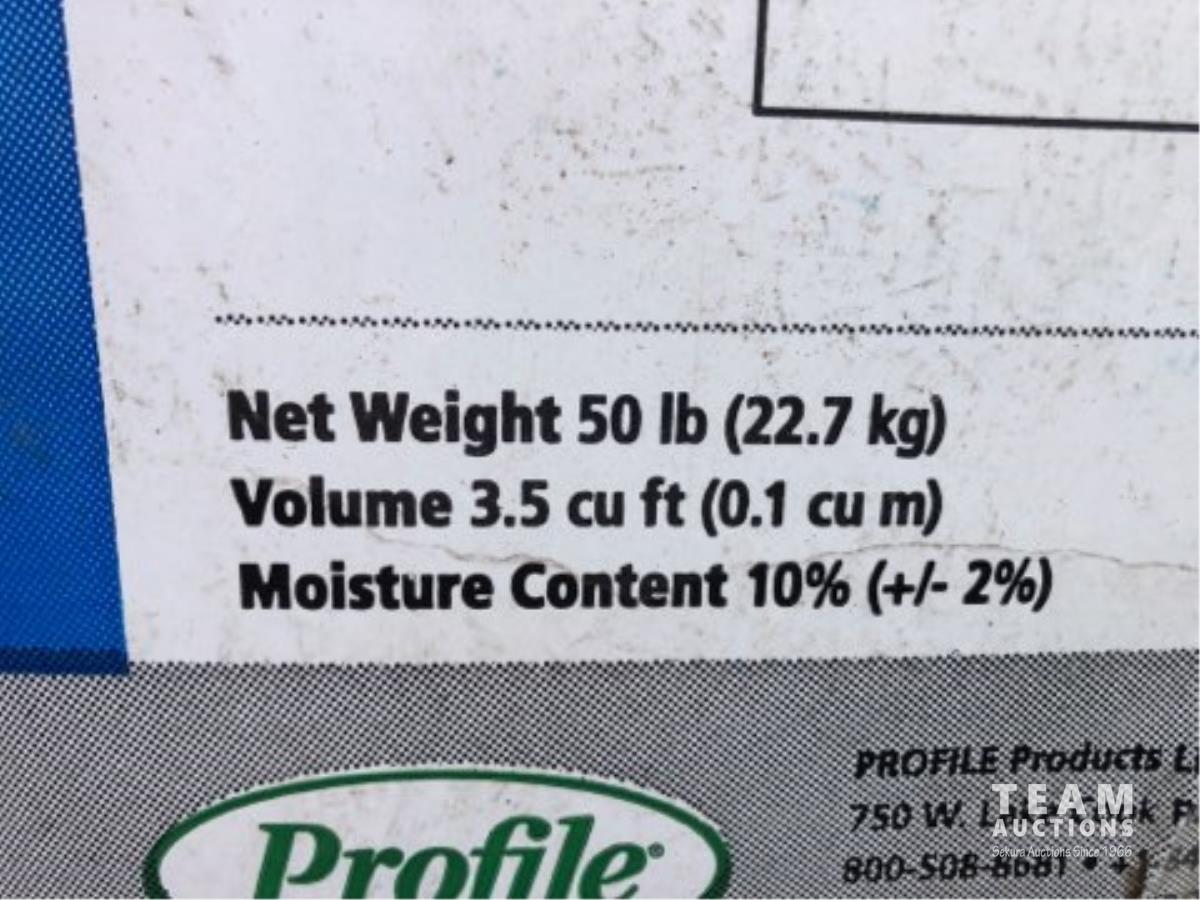 Net Weight 50 lb (22.7 kg)
Volume 3.5 cu ft (0.1 cu m)
Moisture Content 10% (+/- 2%)
Profile®
PROFILE Products
750 W.
TEAM
AUCTIONS
Sekura Auctions Since 1966